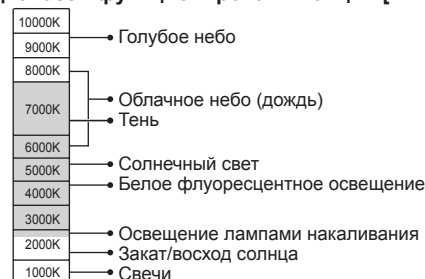 10000K
Голубое небо
9000K
8000K
Облачное небо (дождь)
7000K
Тень
6000K
Солнечный свет
5000K
Белое флуоресцентное освещение
4000K
3000K
Освещение лампами накаливания
2000K
Закат/восход солнца
1000K
Свечи